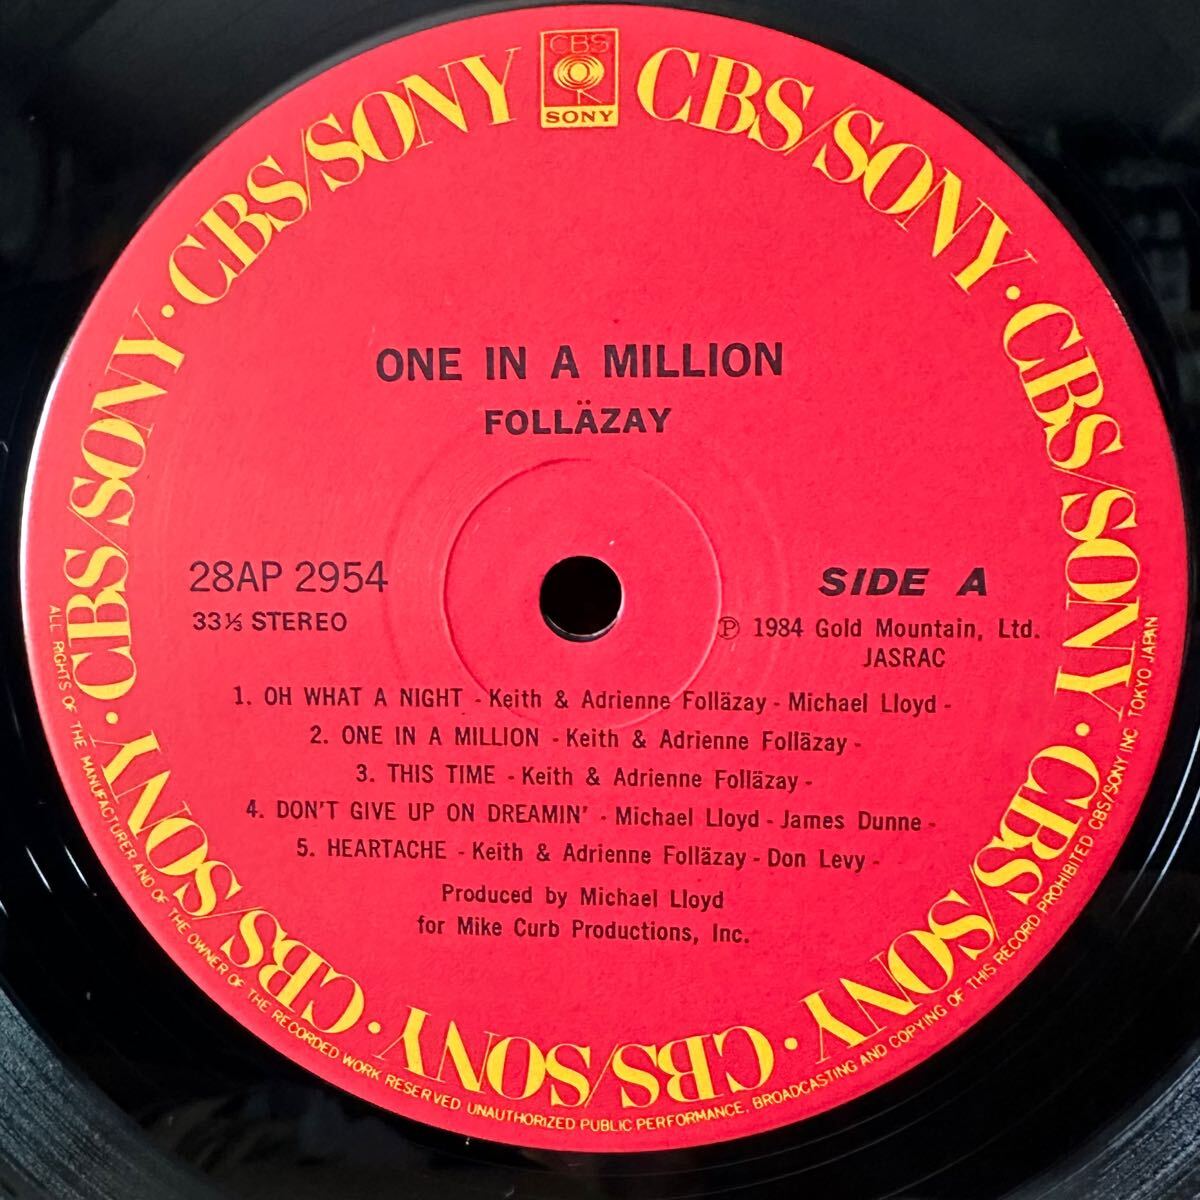 CBS
SONY
CBS/SONY · CBS/SONY · CBS/SONY · CBS/SONY · CBS/SONY · CBS/SONY · CBS/SONY · CBS/SONY · CBS/SONY
ONE IN A MILLION
FOLLÄZAY
28AP 2954
33⅓ STEREO
SIDE A
Ⓟ 1984 Gold Mountain, Ltd.
JASRAC
1. OH WHAT A NIGHT - Keith & Adrienne Folläzay - Michael Lloyd -
2. ONE IN A MILLION - Keith & Adrienne Folläzay -
3. THIS TIME - Keith & Adrienne Folläzay -
4. DON'T GIVE UP ON DREAMIN' - Michael Lloyd - James Dunne -
5. HEARTACHE - Keith & Adrienne Folläzay - Don Levy -
Produced by Michael Lloyd
for Mike Curb Productions, Inc.
ALL RIGHTS OF THE MANUFACTURER AND OF THE OWNER OF THE RECORDED WORK RESERVED UNAUTHORIZED PUBLIC PERFORMANCE, BROADCASTING AND COPYING OF THIS RECORD PROHIBITED CBS/SONY INC TOKYO JAPAN